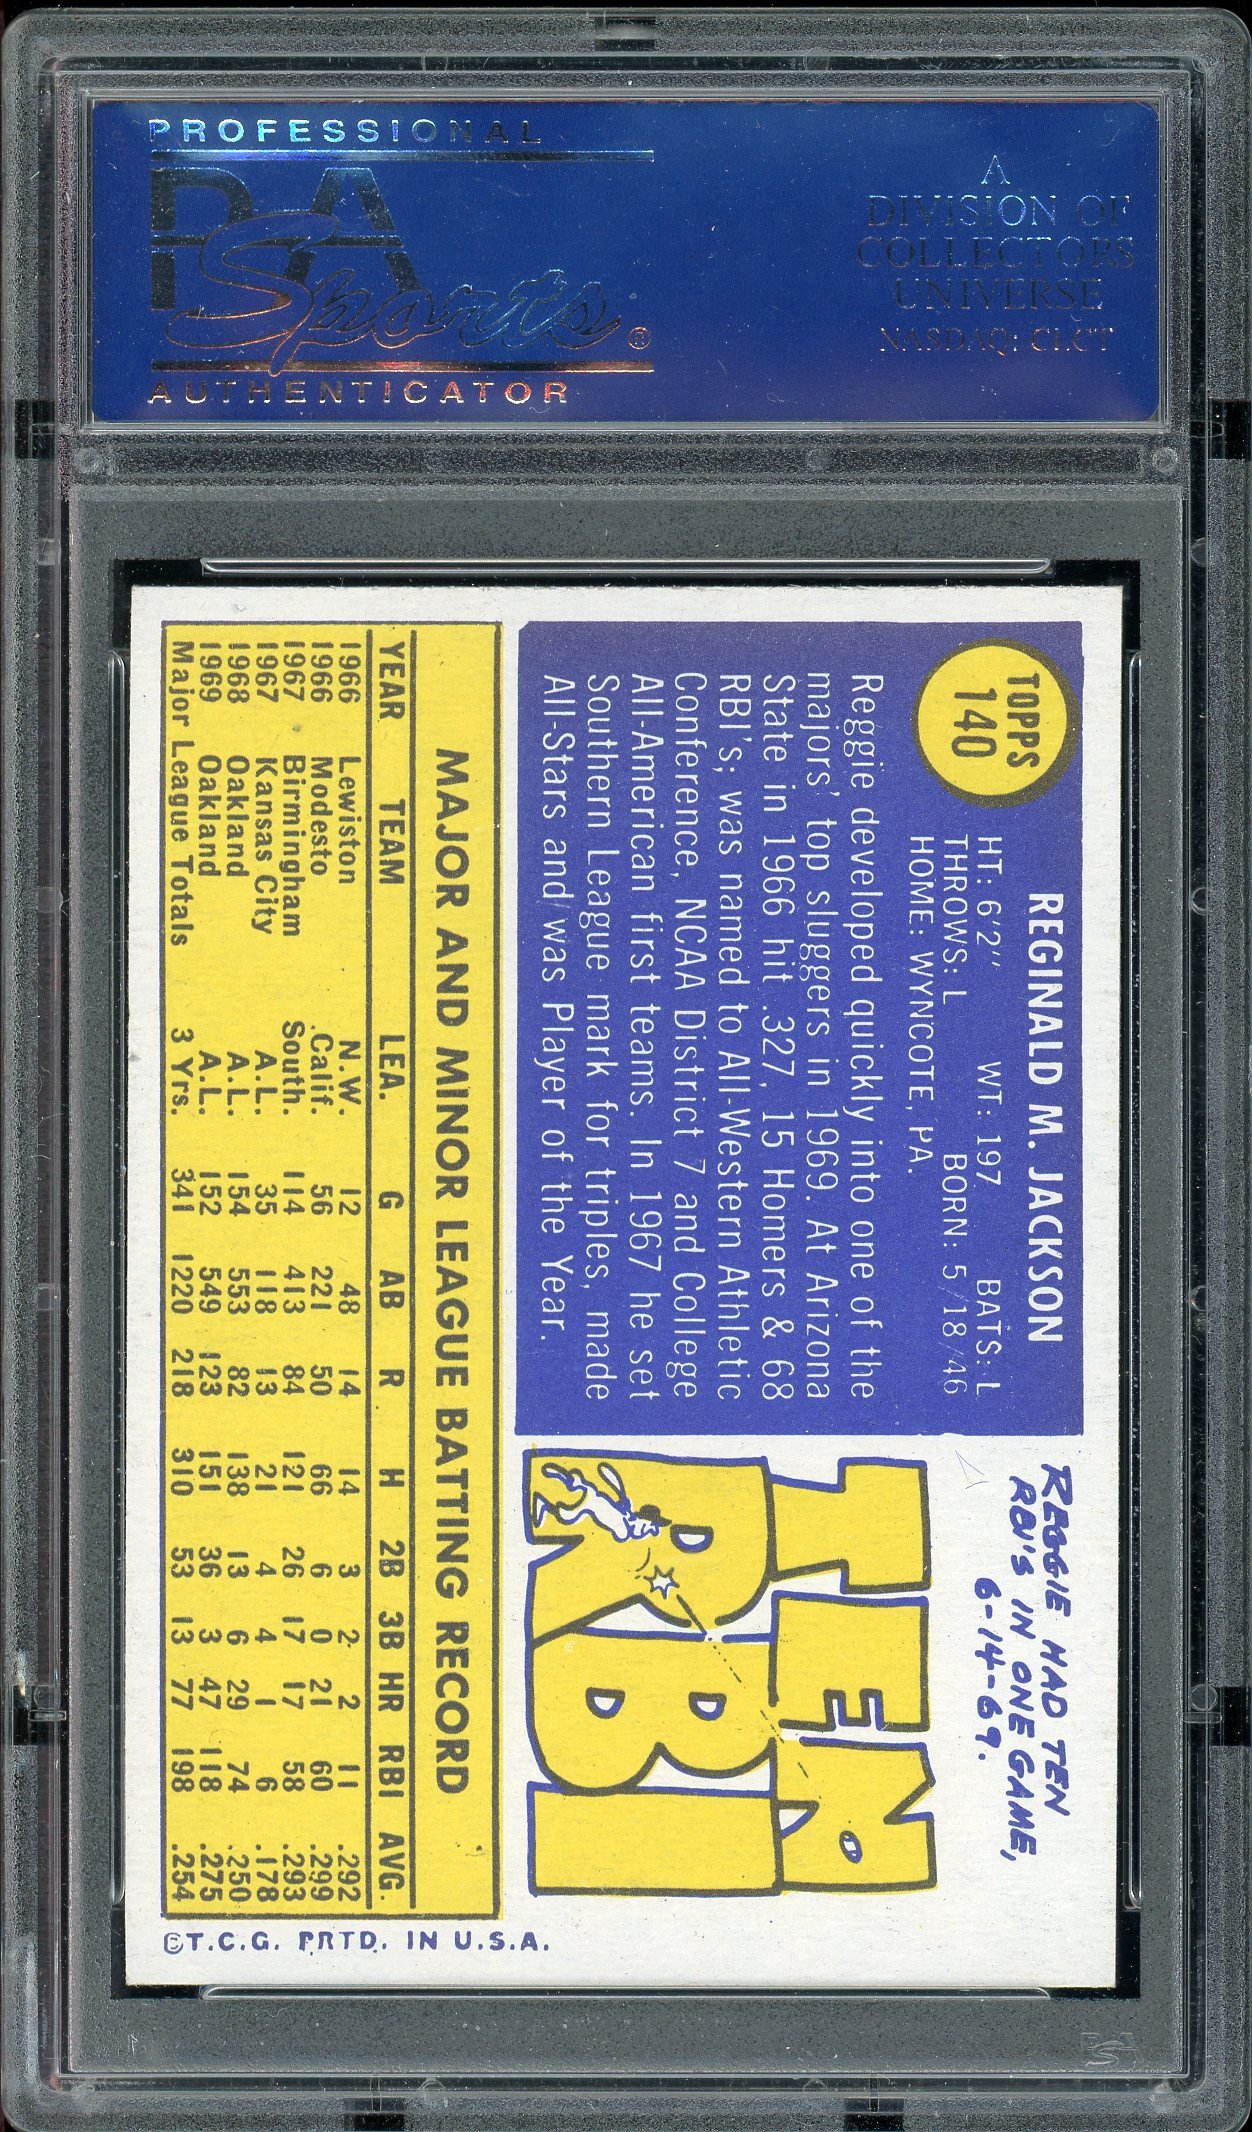 PROFESSIONAL
PSA
Sports®
AUTHENTICATOR
A
DIVISION OF
COLLECTORS
UNIVERSE
NASDAQ: CLCT
TOPPS
140
REGINALD M. JACKSON
HT: 6'2" WT: 197 BATS: L
THROWS: L BORN: 5/18/46
HOME: WYNCOTE, PA.
Reggie developed quickly into one of the
majors' top sluggers in 1969. At Arizona
State in 1966 hit .327, 15 Homers & 68
RBI's; was named to All-Western Athletic
Conference, NCAA District 7 and College
All-American first teams. In 1967 he set
Southern League mark for triples, made
All-Stars and was Player of the Year.
REGGIE HAD TEN
RBI'S IN ONE GAME,
6-14-69.
TEN
RBI
MAJOR AND MINOR LEAGUE BATTING RECORD
YEAR TEAM LEA. G AB R H 2B 3B HR RBI AVG.
1966 Lewiston N.W. 12 48 14 14 3 2 2 11 .292
1966 Modesto Calif. 56 221 50 66 6 0 21 60 .299
1967 Birmingham South. 114 413 84 121 26 17 17 58 .293
1967 Kansas City A.L. 35 118 13 21 4 4 1 6 .178
1968 Oakland A.L. 154 553 82 138 13 6 29 74 .250
1969 Oakland A.L. 152 549 123 151 36 3 47 118 .275
Major League Totals 3 Yrs. 341 1220 218 310 53 13 77 198 .254
©T.C.G. PRTD. IN U.S.A.
PSA